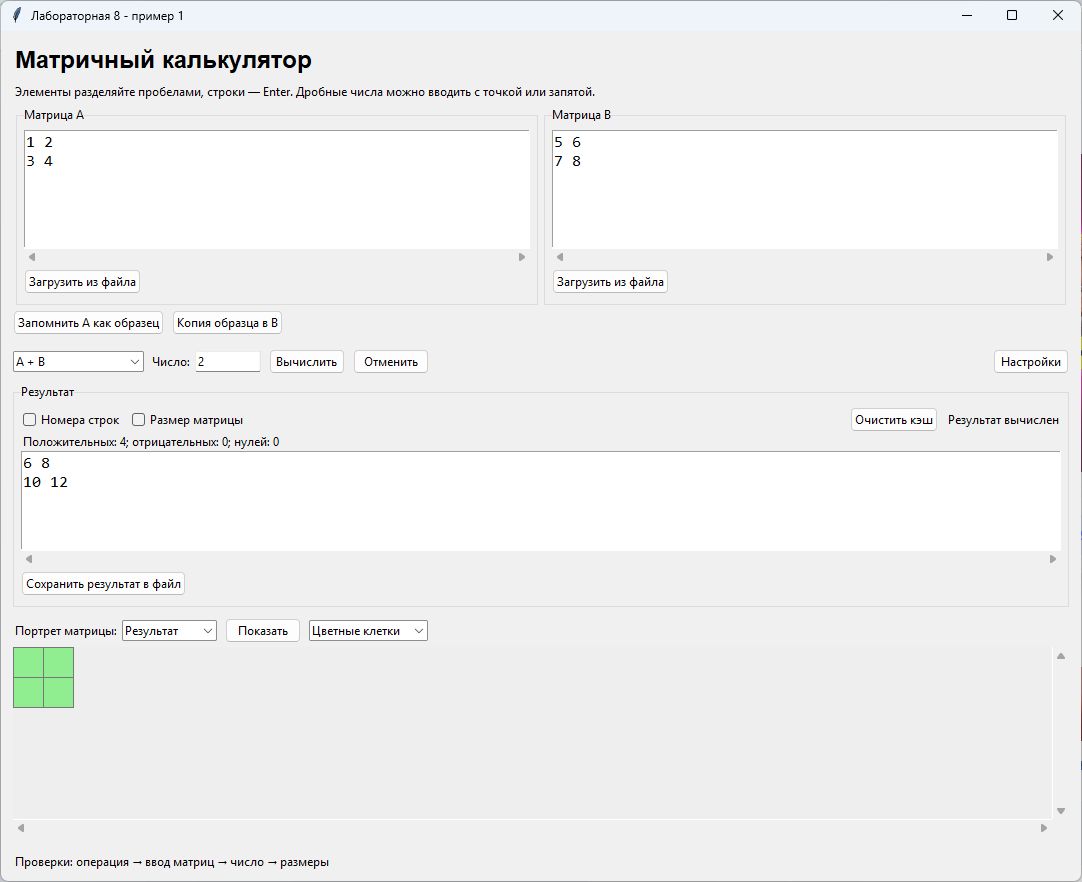 Лабораторная 8 - пример 1
Матричный калькулятор
Элементы разделяйте пробелами, строки — Enter. Дробные числа можно вводить с точкой или запятой.
Матрица A
1 2
3 4
Загрузить из файла
Матрица B
5 6
7 8
Загрузить из файла
Запомнить A как образец Копия образца в B
A + B Число: 2 Вычислить Отменить Настройки
Результат
Номера строк Размер матрицы Очистить кэш Результат вычислен
Положительных: 4; отрицательных: 0; нулей: 0
6 8
10 12
Сохранить результат в файл
Портрет матрицы: Результат Показать Цветные клетки
Проверки: операция → ввод матриц → число → размеры